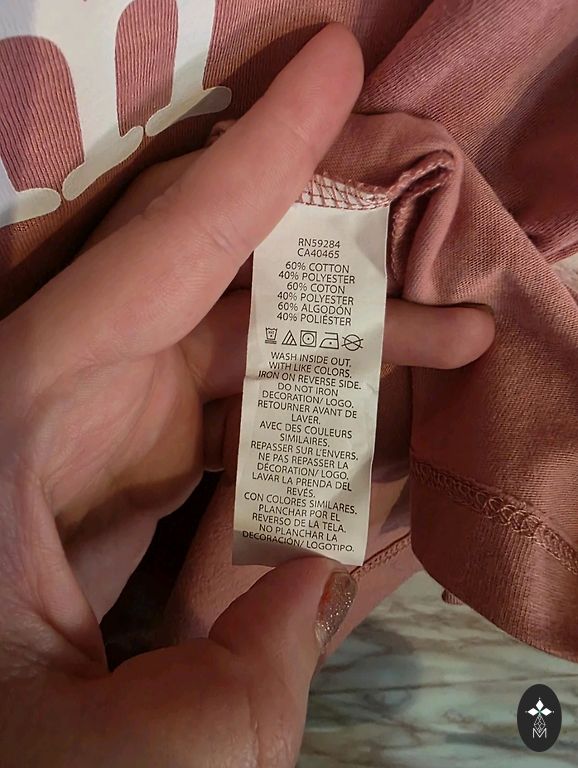 RN59284
CA40465
60% COTTON
40% POLYESTER
60% COTON
40% POLYESTER
60% ALGODÓN
40% POLIÉSTER
WASH INSIDE OUT.
WITH LIKE COLORS.
IRON ON REVERSE SIDE.
DO NOT IRON
DECORATION/ LOGO.
RETOURNER AVANT DE
LAVER.
AVEC DES COULEURS
SIMILAIRES.
REPASSER SUR L'ENVERS.
NE PAS REPASSER LA
DÉCORATION/ LOGO.
LAVAR LA PRENDA DEL
REVÉS.
CON COLORES SIMILARES.
PLANCHAR POR EL
REVERSO DE LA TELA.
NO PLANCHAR LA
DECORACIÓN/ LOGOTIPO.
M